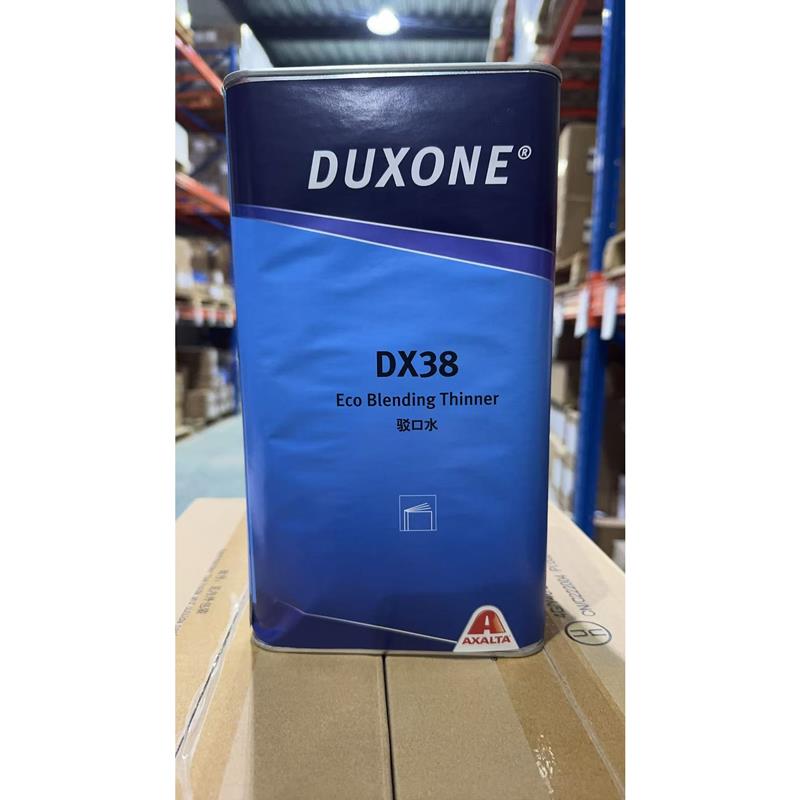 DUXONE®
DX38
Eco Blending Thinner
驳口水
AXALTA